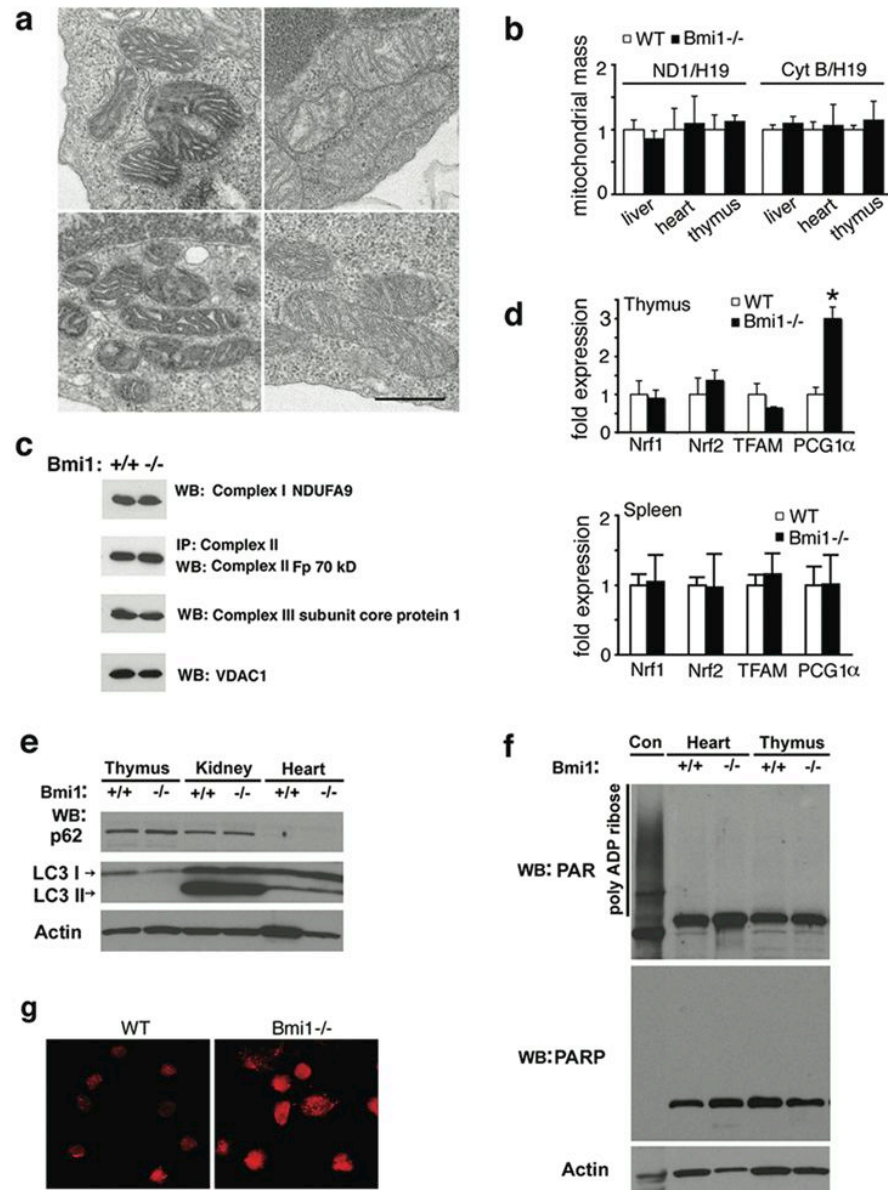 a
b
WT Bmi1-/-
ND1/H19 Cyt B/H19
mitochondrial mass
2
1
0
liver heart thymus liver heart thymus
c
Bmi1: +/+ -/-
WB: Complex I NDUFA9
IP: Complex II
WB: Complex II Fp 70 kD
WB: Complex III subunit core protein 1
WB: VDAC1
d
Thymus
WT
Bmi1-/-
*
fold expression
3
2
1
0
Nrf1 Nrf2 TFAM PCG1α
Spleen
WT
Bmi1-/-
fold expression
2
1
0
Nrf1 Nrf2 TFAM PCG1α
e
Thymus Kidney Heart
Bmi1: +/+ -/- +/+ -/- +/+ -/-
WB:
p62
LC3 I →
LC3 II→
Actin
f
Con Heart Thymus
Bmi1: +/+ -/- +/+ -/-
poly ADP ribose
WB: PAR
WB: PARP
Actin
g
WT Bmi1-/-